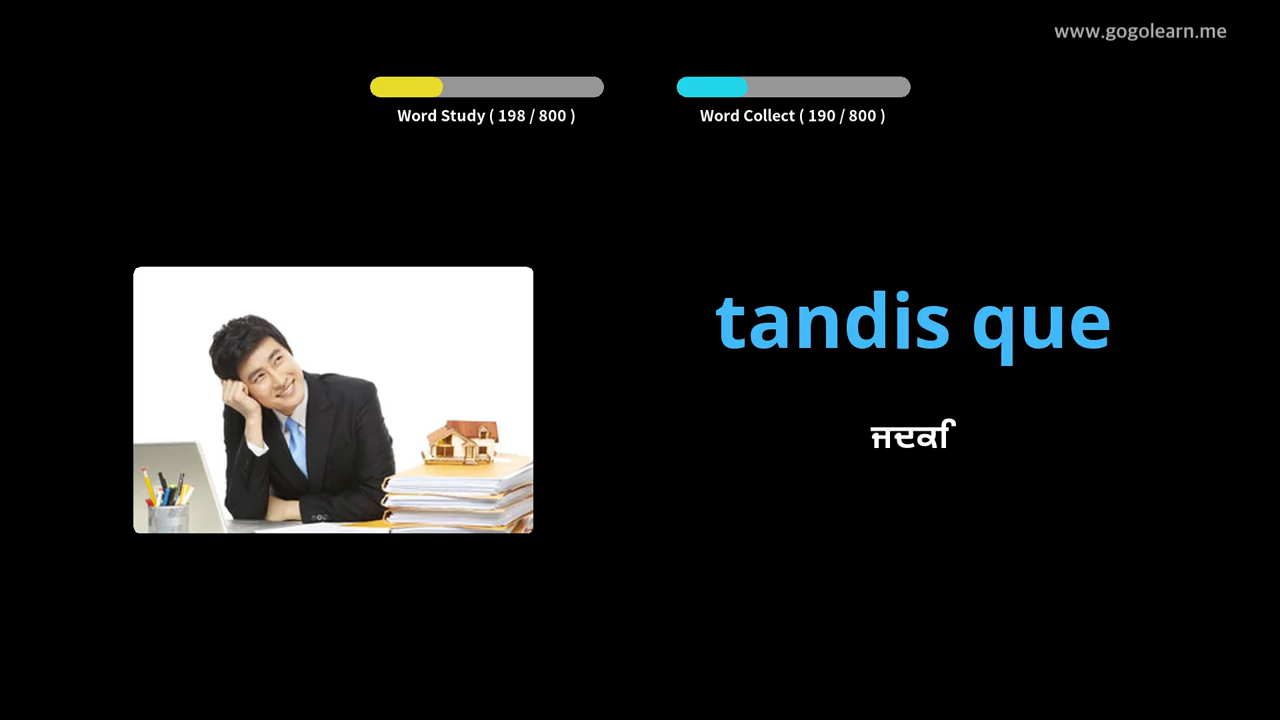 www.gogolearn.me
Word Study ( 198 / 800 )
Word Collect ( 190 / 800 )
tandis que
ਜਦਕਿ